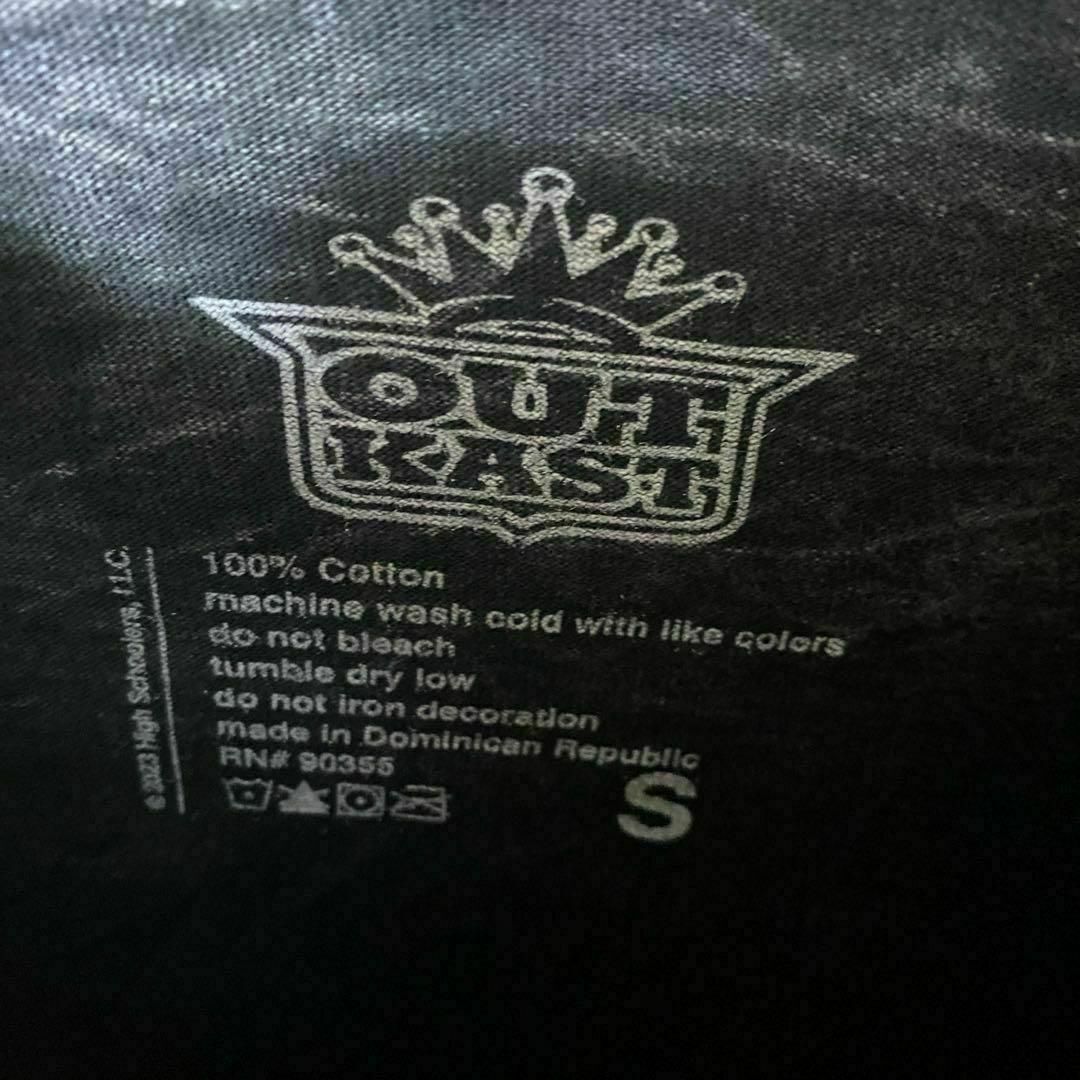 OUT
KAST
100% Cotton
machine wash cold with like colors
do not bleach
tumble dry low
do not iron decoration
made in Dominican Republic
RN# 90355
S
© 2023 High Schoolers, LLC.